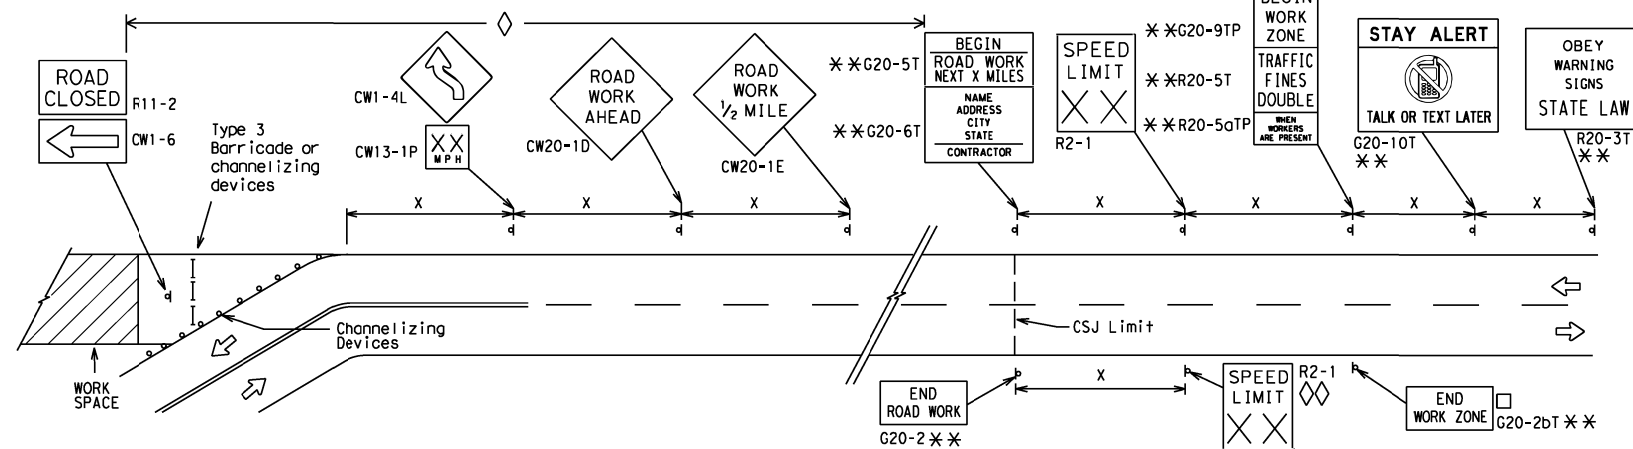 ROAD
CLOSED
R11-2
CW1-6
Type 3
Barricade or
channelizing
devices
CW1-4L
XX
MPH
CW13-1P
ROAD
WORK
AHEAD
CW20-1D
ROAD
WORK
1/2 MILE
CW20-1E
**G20-5T
BEGIN
ROAD WORK
NEXT X MILES
**G20-6T
NAME
ADDRESS
CITY
STATE
CONTRACTOR
SPEED
LIMIT
XX
R2-1
**G20-9TP
BEGIN
WORK
ZONE
**R20-5T
TRAFFIC
FINES
DOUBLE
**R20-5aTP
WHEN
WORKERS
ARE PRESENT
STAY ALERT
TALK OR TEXT LATER
G20-10T
**
OBEY
WARNING
SIGNS
STATE LAW
R20-3T
**
X
X
X
X
X
X
X
Channelizing
Devices
WORK
SPACE
CSJ Limit
X
END
ROAD WORK
G20-2 **
SPEED
LIMIT
XX
R2-1
END
WORK ZONE
G20-2bT **